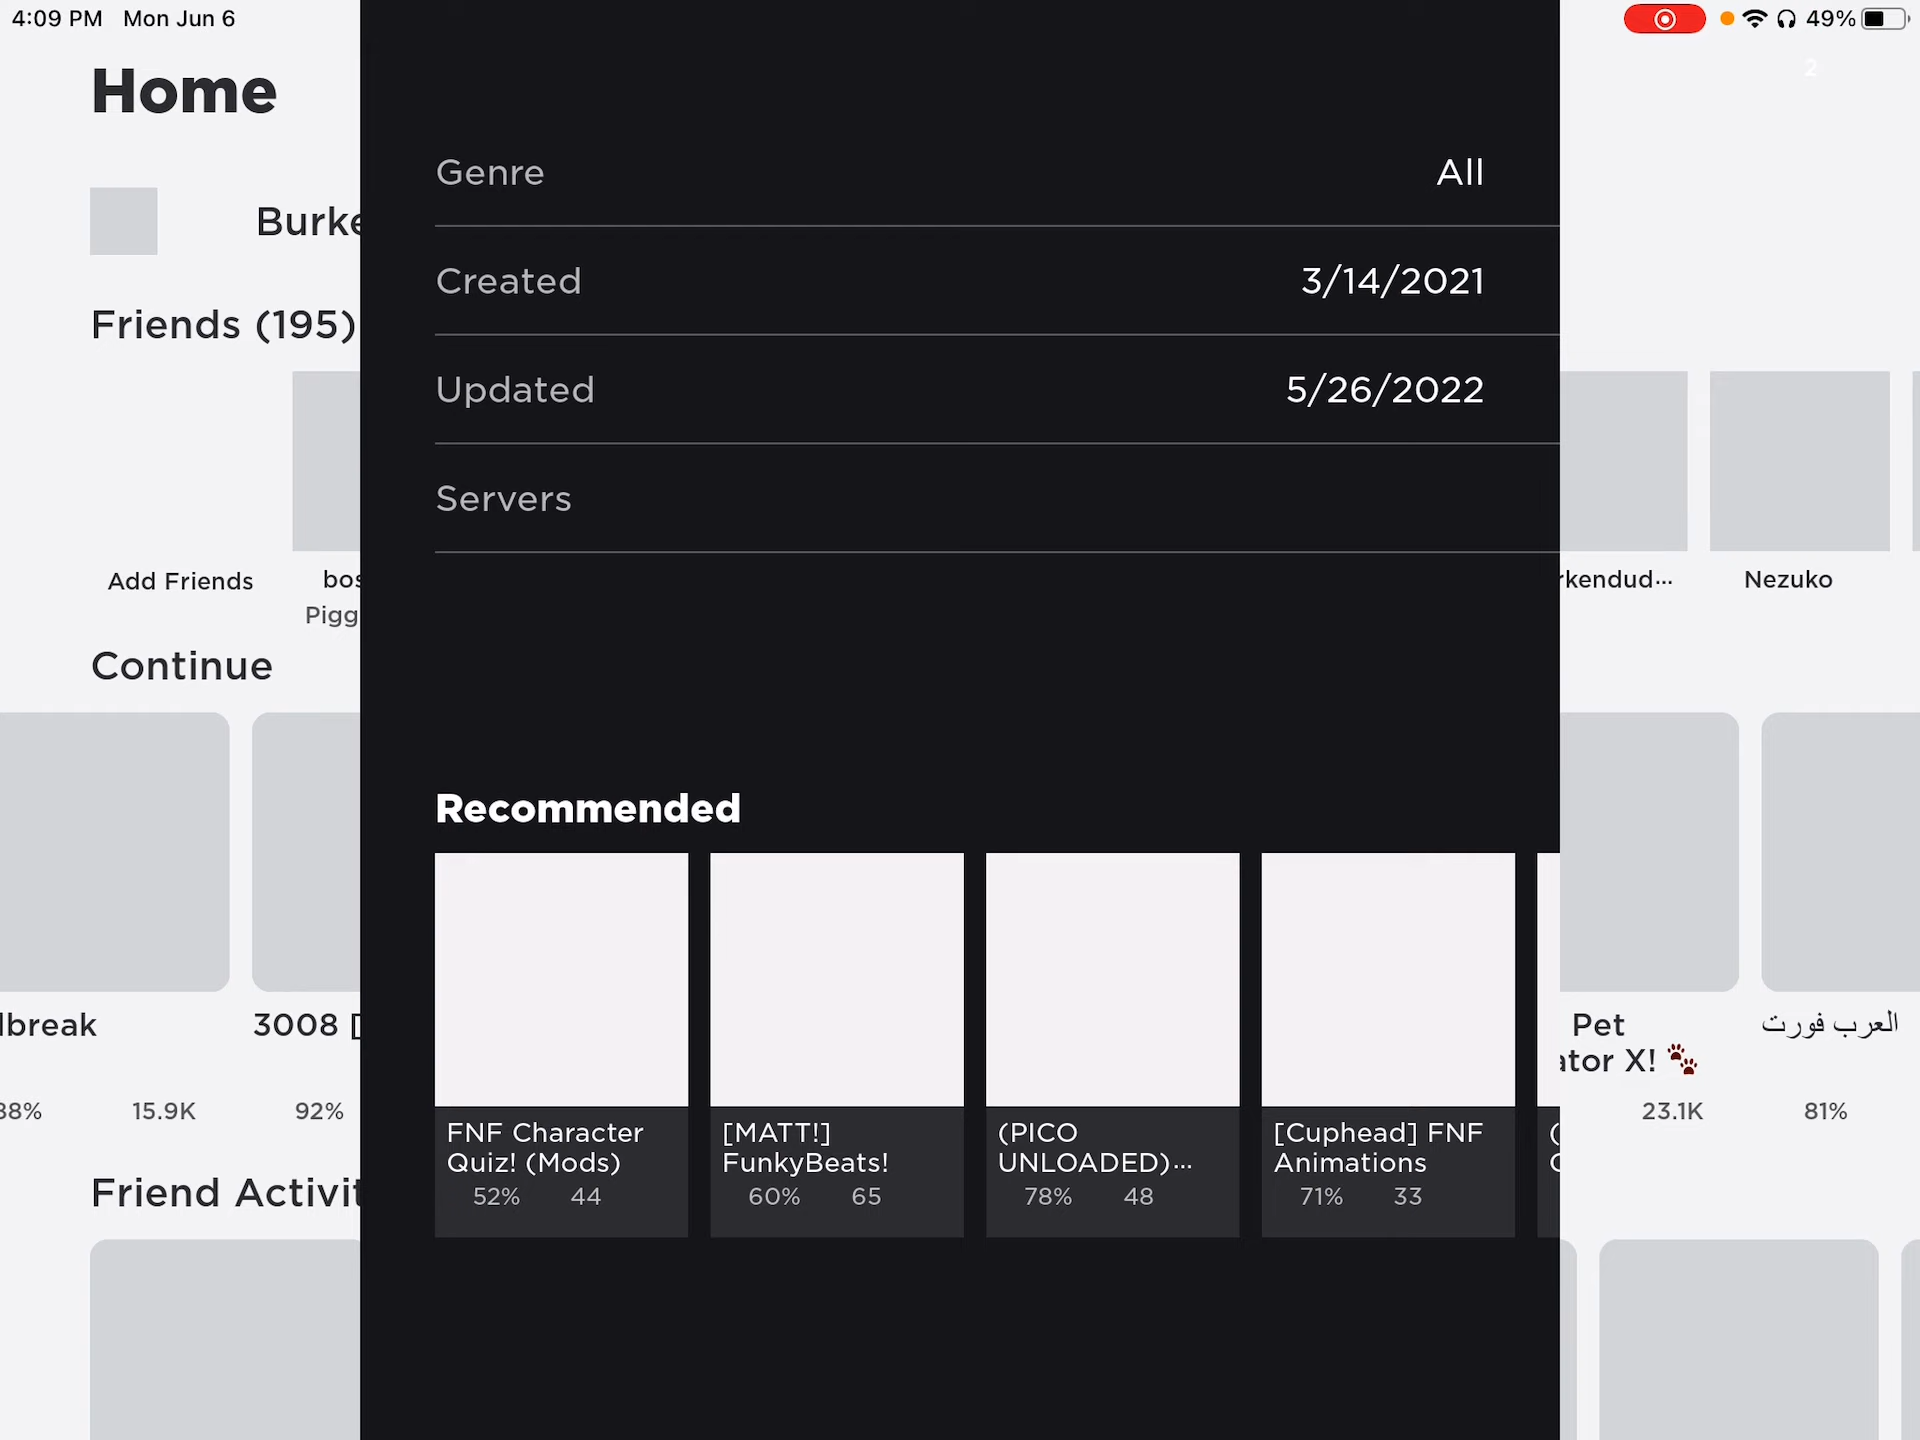 4:09 PM Mon Jun 6
49%
2
Home
Burke
Friends (195)
Add Friends
bos
Pigg
rkendud...
Nezuko
Continue
lbreak
38% 15.9K
3008 [
92%
Pet
ator X! 🐾
23.1K
العرب فورت
81%
Friend Activit
Genre All
Created 3/14/2021
Updated 5/26/2022
Servers
Recommended
FNF Character
Quiz! (Mods)
52% 44
[MATT!]
FunkyBeats!
60% 65
(PICO
UNLOADED)...
78% 48
[Cuphead] FNF
Animations
71% 33
(